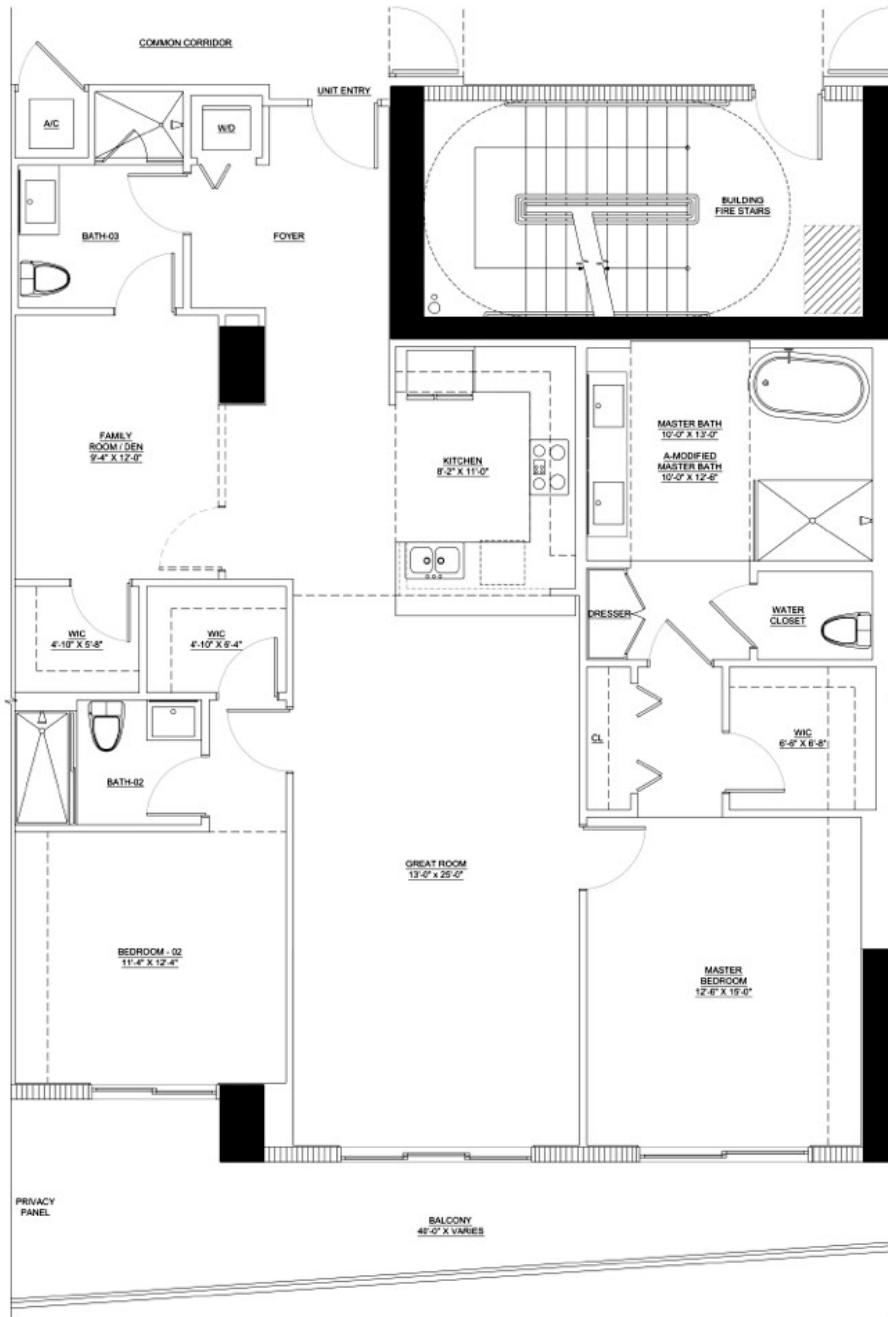 COMMON CORRIDOR
UNIT ENTRY
A/C
W/D
BUILDING
FIRE STAIRS
BATH-03
FOYER
FAMILY
ROOM / DEN
9'-4" X 12'-0"
KITCHEN
8'-2" X 11'-0"
MASTER BATH
10'-0" X 13'-0"
A-MODIFIED
MASTER BATH
10'-0" X 12'-6"
DRESSER
WATER
CLOSET
WIC
4'-10" X 5'-8"
WIC
4'-10" X 6'-4"
CL
WIC
6'-6" X 6'-8"
BATH-02
GREAT ROOM
13'-0" x 25'-0"
BEDROOM - 02
11'-4" X 12'-4"
MASTER
BEDROOM
12'-6" X 15'-0"
PRIVACY
PANEL
BALCONY
40'-0" X VARIES